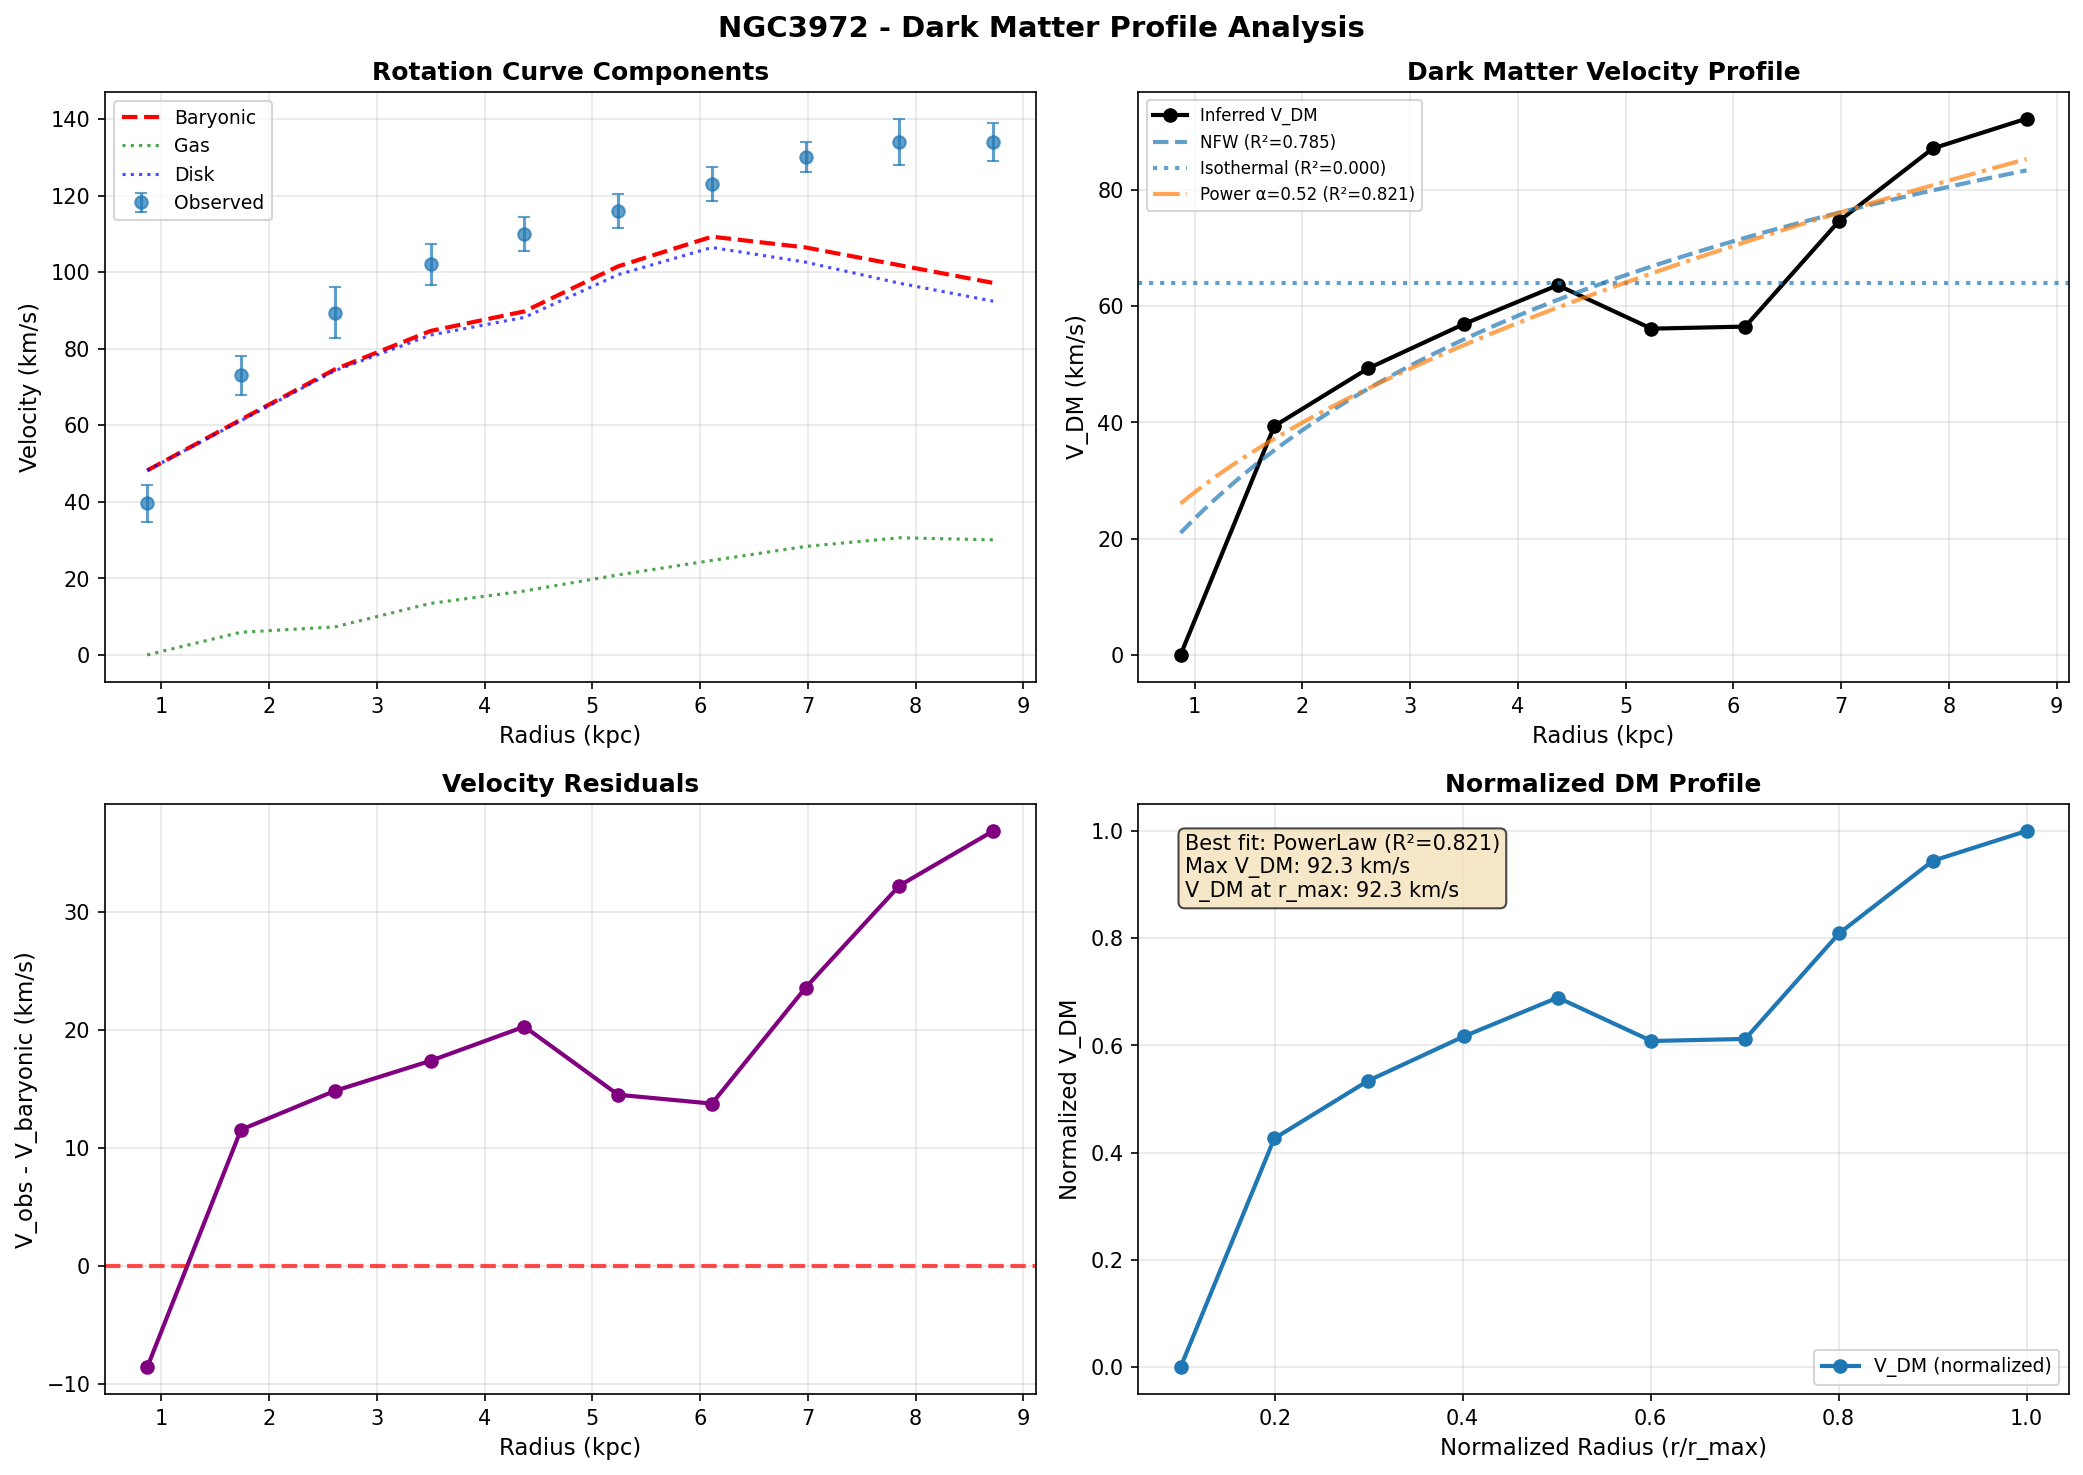 NGC3972 - Dark Matter Profile Analysis
Rotation Curve Components
Baryonic
Gas
Disk
Observed
Velocity (km/s)
140
120
100
80
60
40
20
0
1 2 3 4 5 6 7 8 9
Radius (kpc)
Dark Matter Velocity Profile
Inferred V_DM
NFW (R²=0.785)
Isothermal (R²=0.000)
Power α=0.52 (R²=0.821)
V_DM (km/s)
80
60
40
20
0
1 2 3 4 5 6 7 8 9
Radius (kpc)
Velocity Residuals
V_obs - V_baryonic (km/s)
30
20
10
0
−10
1 2 3 4 5 6 7 8 9
Radius (kpc)
Normalized DM Profile
Best fit: PowerLaw (R²=0.821)
Max V_DM: 92.3 km/s
V_DM at r_max: 92.3 km/s
Normalized V_DM
1.0
0.8
0.6
0.4
0.2
0.0
V_DM (normalized)
0.2 0.4 0.6 0.8 1.0
Normalized Radius (r/r_max)